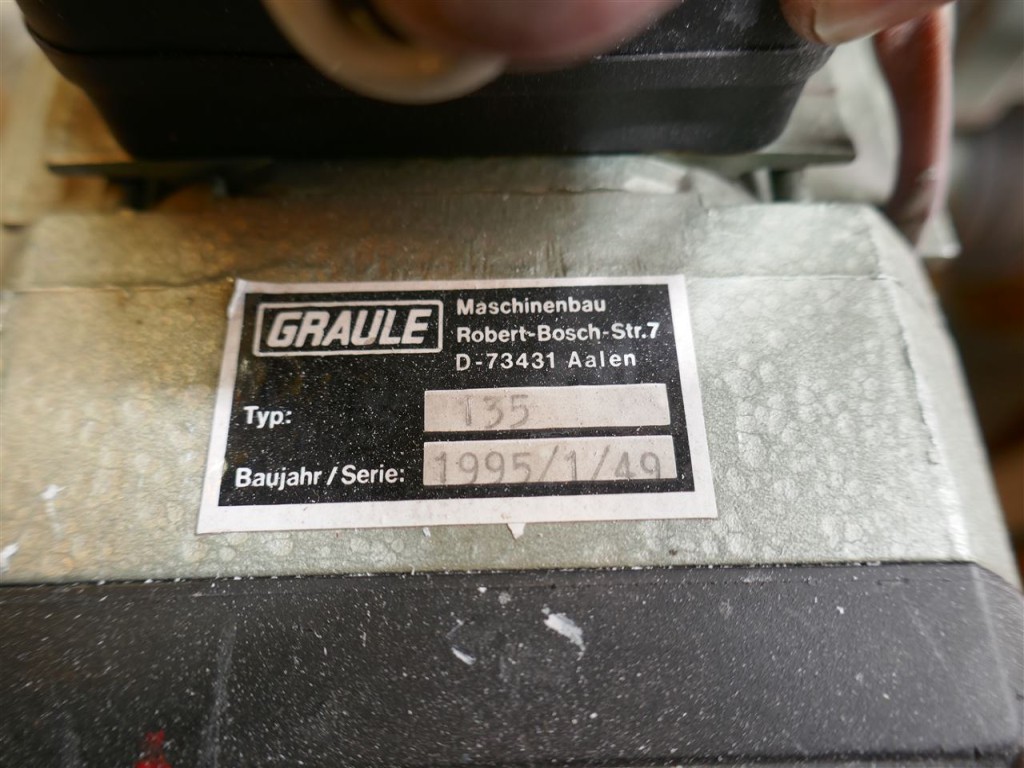 GRAULE
Maschinenbau
Robert-Bosch-Str.7
D-73431 Aalen
Typ: 135
Baujahr/Serie: 1995/1/49